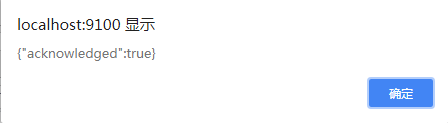 localhost:9100 显示
{"acknowledged":true}
确定